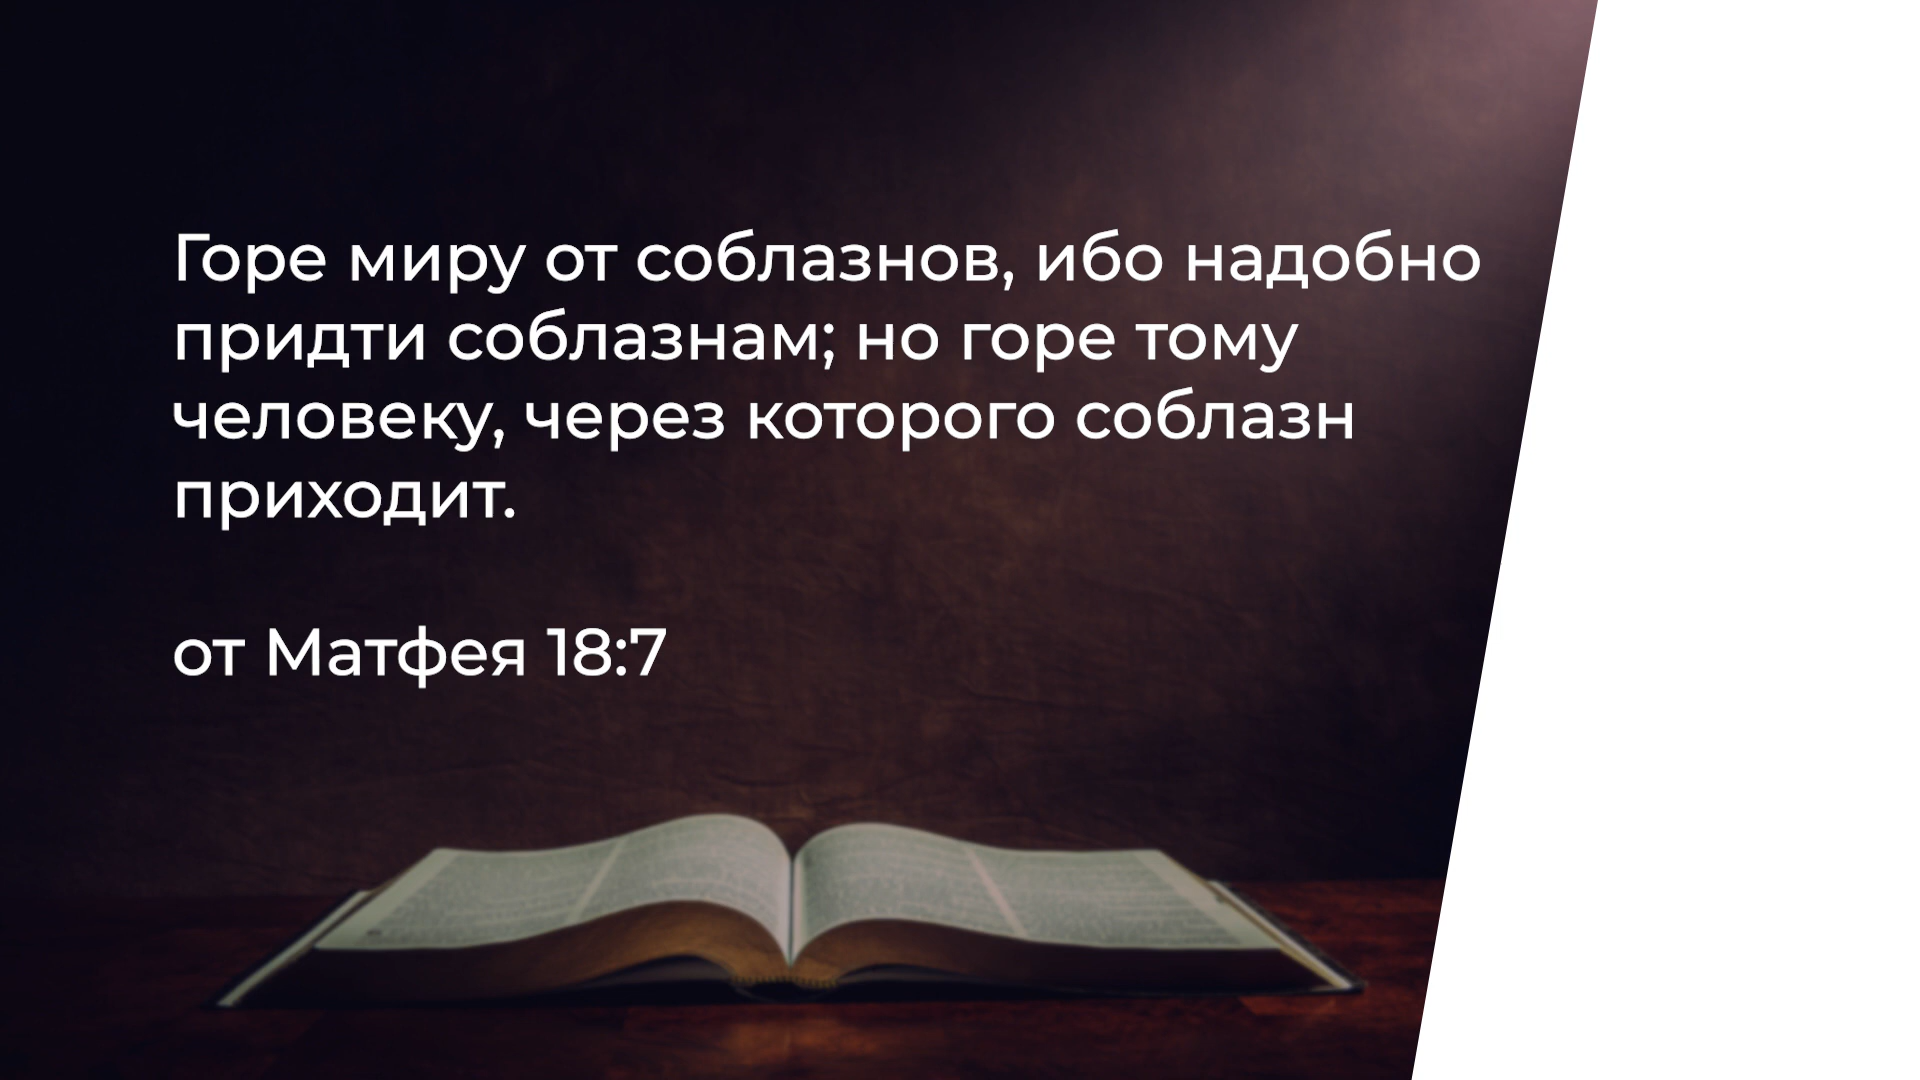 Горе миру от соблазнов, ибо надобно
придти соблазнам; но горе тому
человеку, через которого соблазн
приходит.
от Матфея 18:7